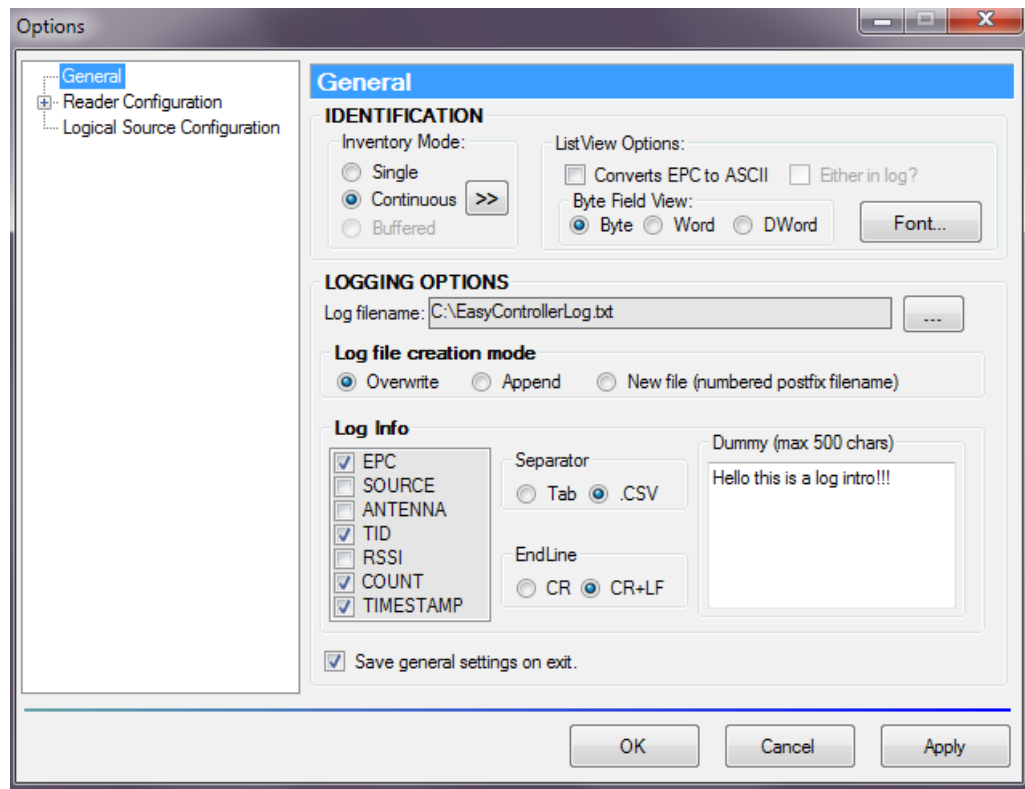 Options
General
Reader Configuration
Logical Source Configuration
General
IDENTIFICATION
Inventory Mode:
Single
Continuous >>
Buffered
ListView Options:
Converts EPC to ASCII Either in log?
Byte Field View:
Byte Word DWord
Font...
LOGGING OPTIONS
Log filename: C:\EasyControllerLog.txt ...
Log file creation mode
Overwrite Append New file (numbered postfix filename)
Log Info
EPC
SOURCE
ANTENNA
TID
RSSI
COUNT
TIMESTAMP
Separator
Tab .CSV
EndLine
CR CR+LF
Dummy (max 500 chars)
Hello this is a log intro!!!
Save general settings on exit.
OK Cancel Apply